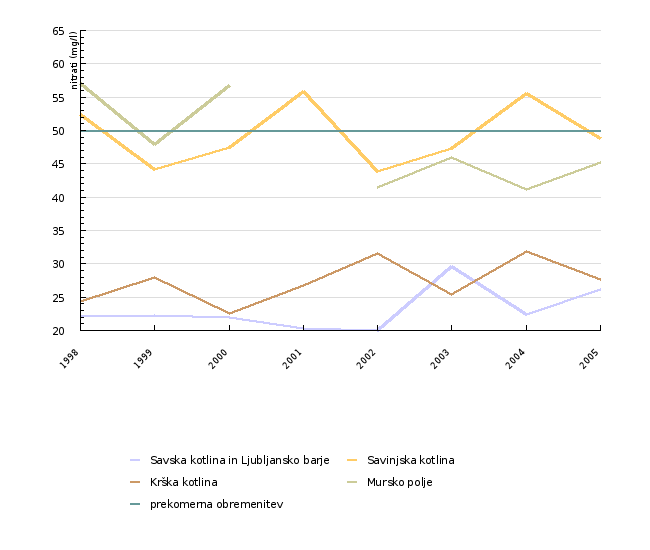 nitrati (mg/l)
65
60
55
50
45
40
35
30
25
20
1998 1999 2000 2001 2002 2003 2004 2005
Savska kotlina in Ljubljansko barje Savinjska kotlina
Krška kotlina Mursko polje
prekomerna obremenitev